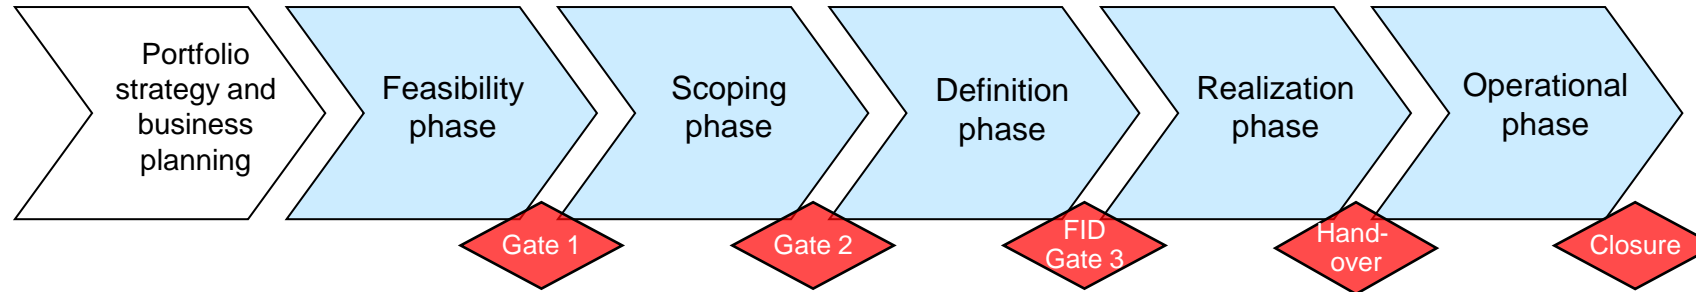 Portfolio
strategy and
business
planning
Feasibility
phase
Scoping
phase
Definition
phase
Realization
phase
Operational
phase
Gate 1
Gate 2
FID
Gate 3
Hand-
over
Closure